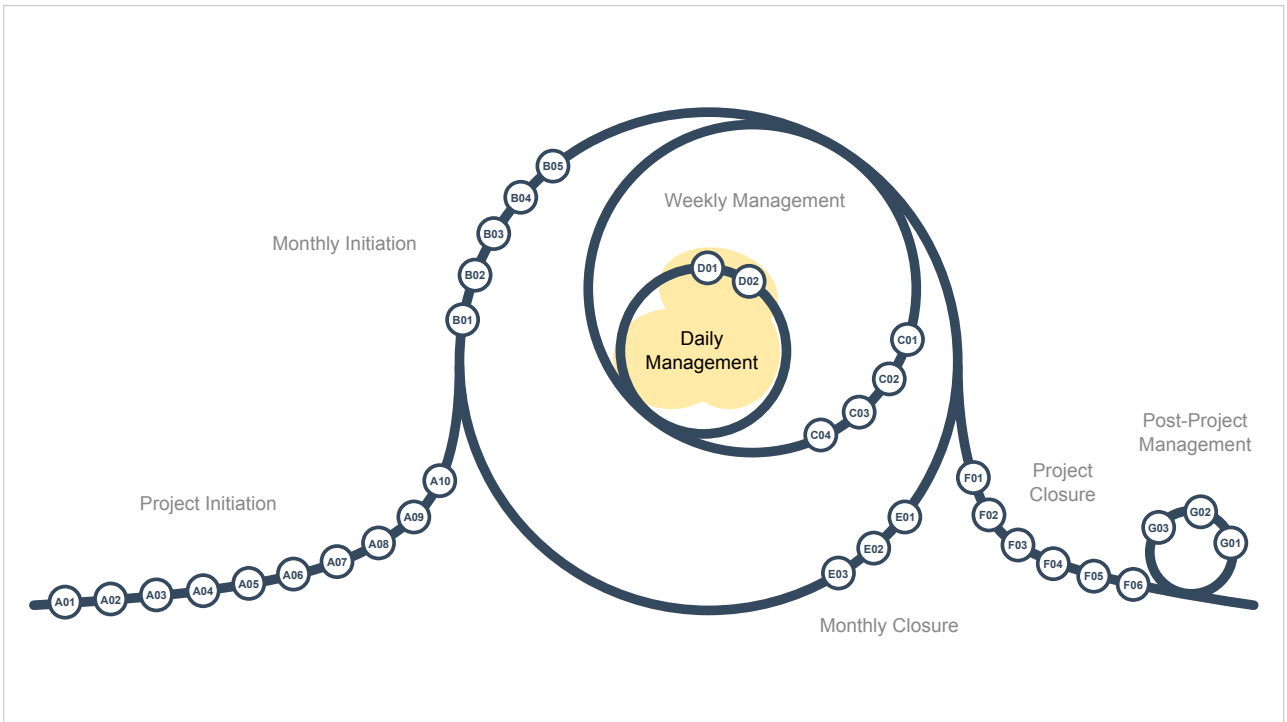 B05
B04
Weekly Management
B03
Monthly Initiation
D01
B02
D02
B01
Daily
Management
C01
C02
C03
Post-Project
Management
C04
Project
Closure
F01
A10
Project Initiation
F02
E01
A09
G02
G03
G01
A08
F03
E02
A07
F04
E03
A06
F05
A05
F06
A04
A03
A02
A01
Monthly Closure